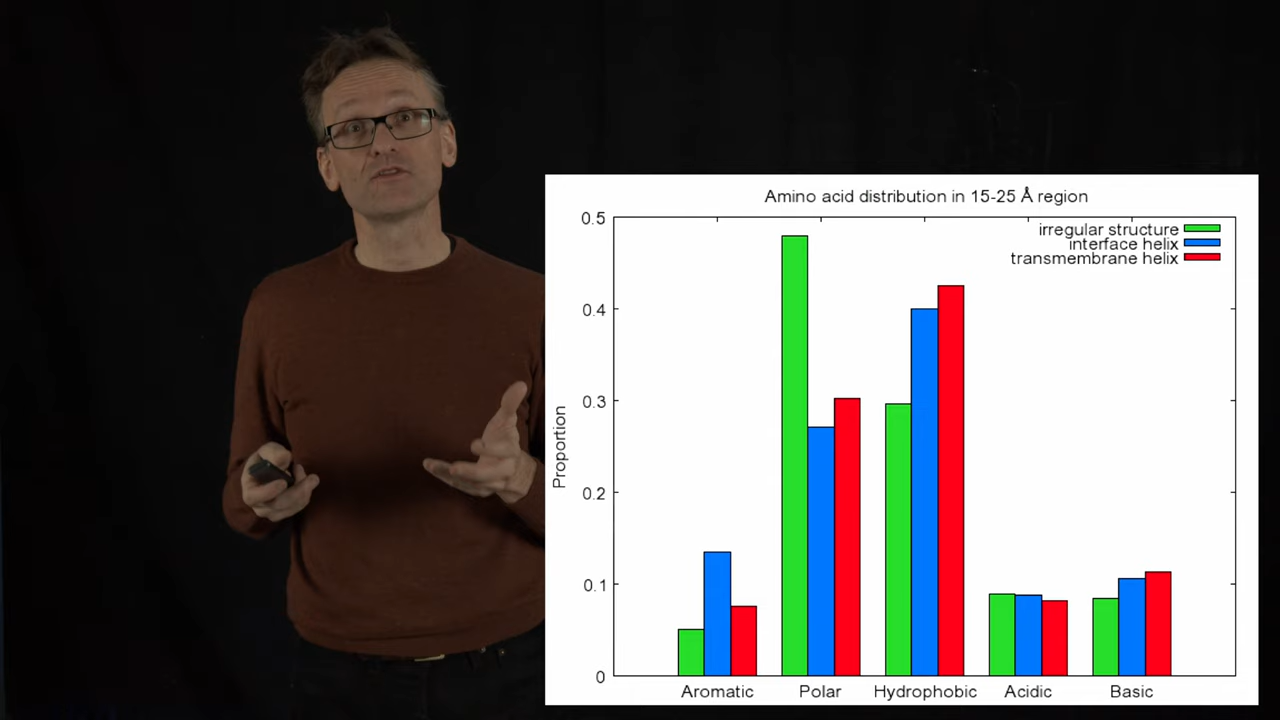 Amino acid distribution in 15-25 Å region
irregular structure
interface helix
transmembrane helix
Proportion
0.5
0.4
0.3
0.2
0.1
0
Aromatic Polar Hydrophobic Acidic Basic